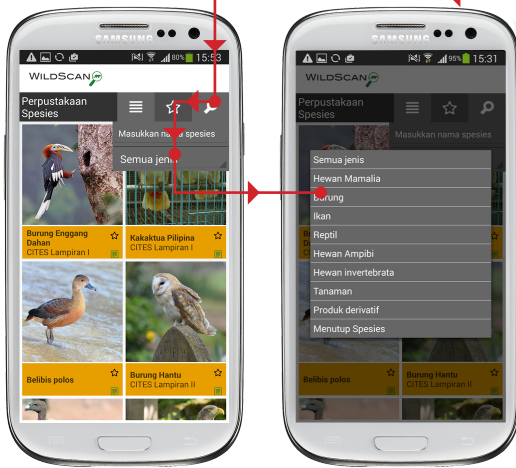 SAMSUNG
80% 15:53
WILDSCAN
Perpustakaan
Spesies
Masukkan nama spesies
Semua jenis
Burung Enggang
Dahan
CITES Lampiran I
Kakaktua Pilipina
CITES Lampiran I
Belibis polos
Burung Hantu
CITES Lampiran II
SAMSUNG
95% 15:31
WILDSCAN
Perpustakaan
Spesies
Masukkan nama spesies
Semua jenis
Hewan Mamalia
Burung
Ikan
Reptil
Hewan Ampibi
Hewan invertebrata
Tanaman
Produk derivatif
Menutup Spesies
Belibis polos
Burung Hantu
CITES Lampiran II